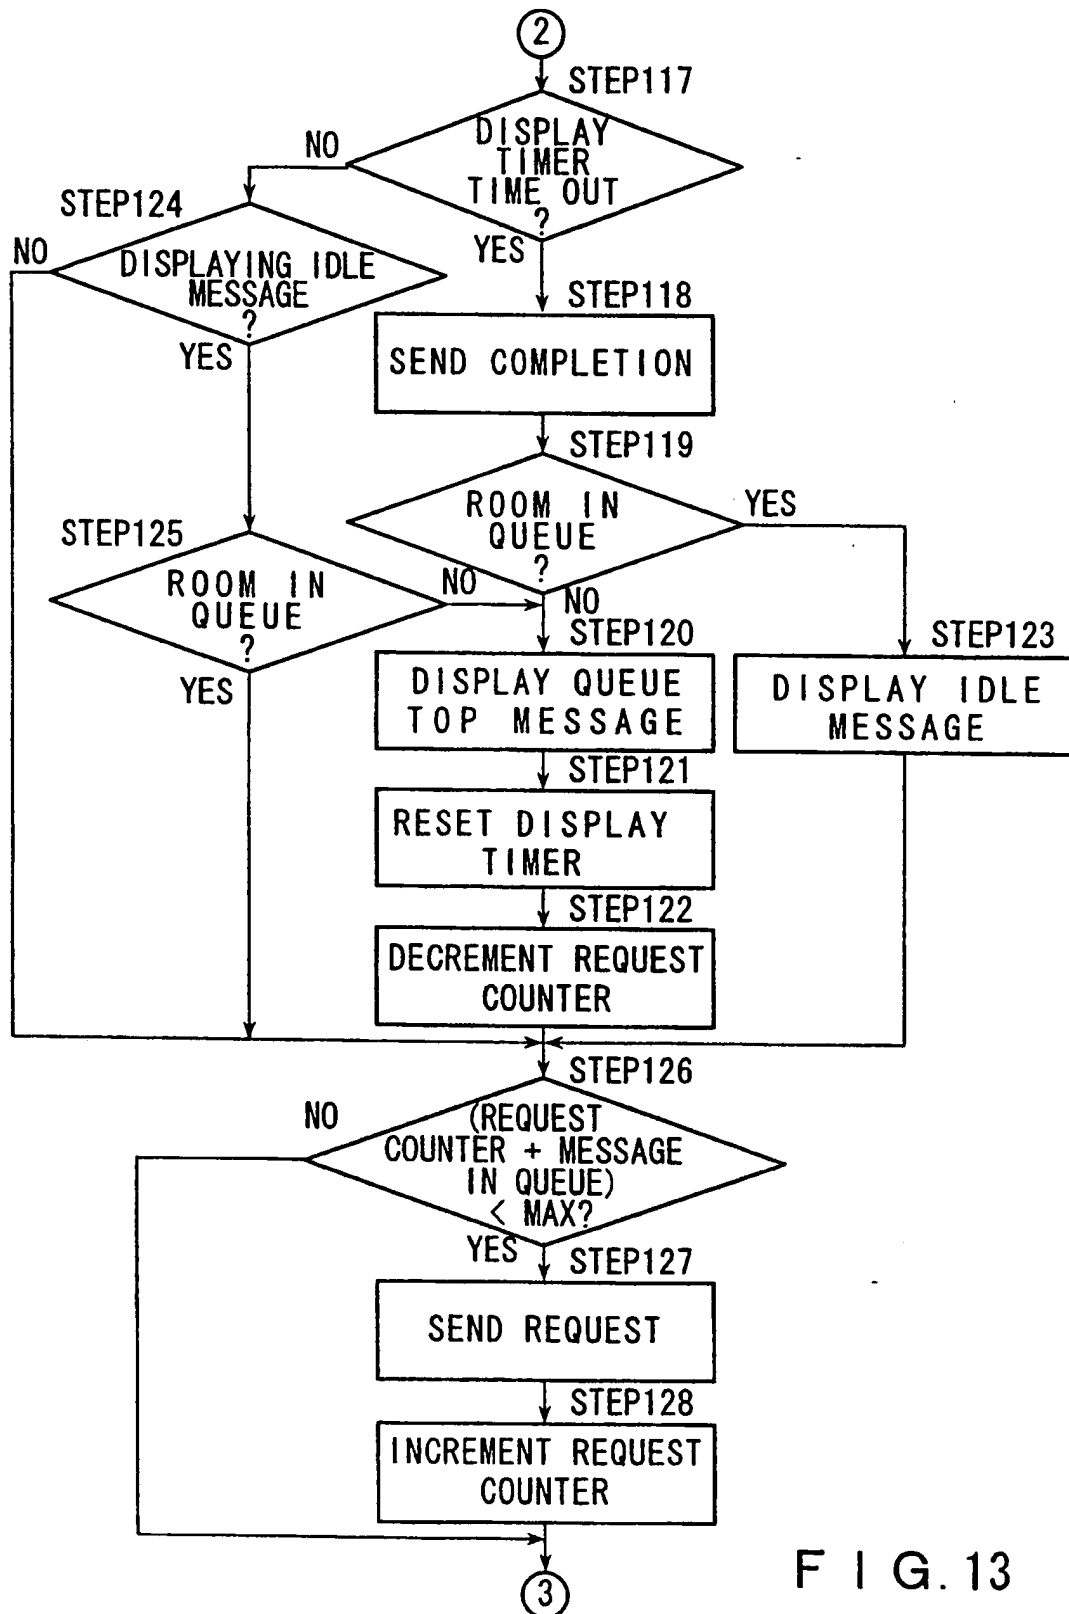 2
STEP117
DISPLAY
TIMER
TIME OUT
?
NO
YES
STEP124
NO
DISPLAYING IDLE
MESSAGE
?
YES
STEP118
SEND COMPLETION
STEP119
ROOM IN
QUEUE
?
YES
NO
STEP125
ROOM IN
QUEUE
?
NO
YES
STEP120
DISPLAY QUEUE
TOP MESSAGE
STEP123
DISPLAY IDLE
MESSAGE
STEP121
RESET DISPLAY
TIMER
STEP122
DECREMENT REQUEST
COUNTER
STEP126
NO
(REQUEST
COUNTER + MESSAGE
IN QUEUE)
< MAX?
YES
STEP127
SEND REQUEST
STEP128
INCREMENT REQUEST
COUNTER
3
FIG.13